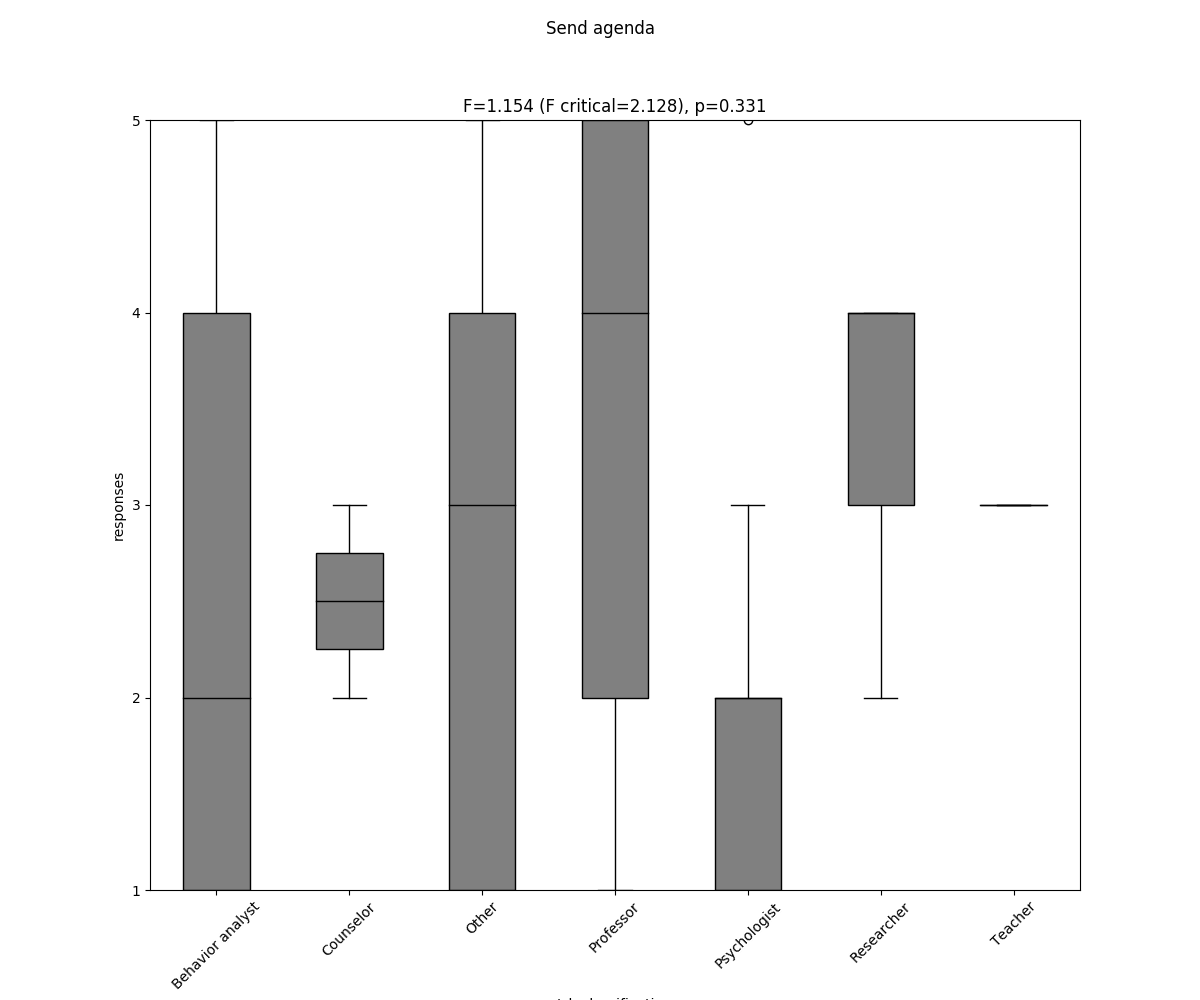 Send agenda
F=1.154 (F critical=2.128), p=0.331
5
4
3
2
1
responses
Behavior analyst
Counselor
Other
Professor
Psychologist
Researcher
Teacher